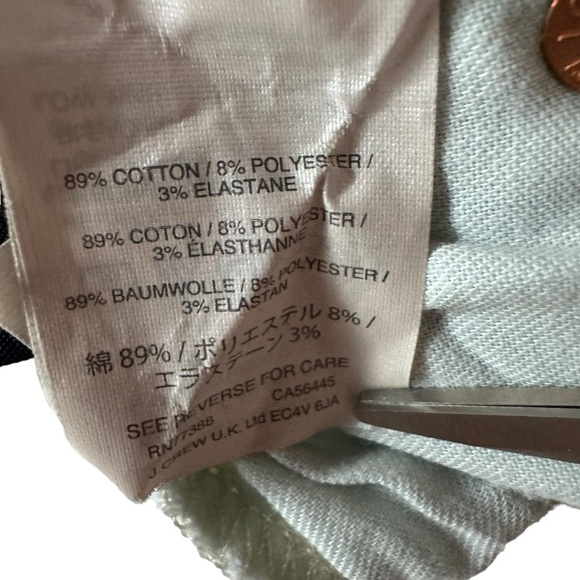 89% COTTON / 8% POLYESTER /
3% ELASTANE
89% COTON / 8% POLYESTER /
3% ÉLASTHANNE
89% BAUMWOLLE / 8% POLYESTER /
3% ELASTAN
綿 89% / ポリエステル 8% /
エラステーン 3%
SEE REVERSE FOR CARE
RN77388 CA56445
J.CREW U.K. Ltd EC4V 6JA